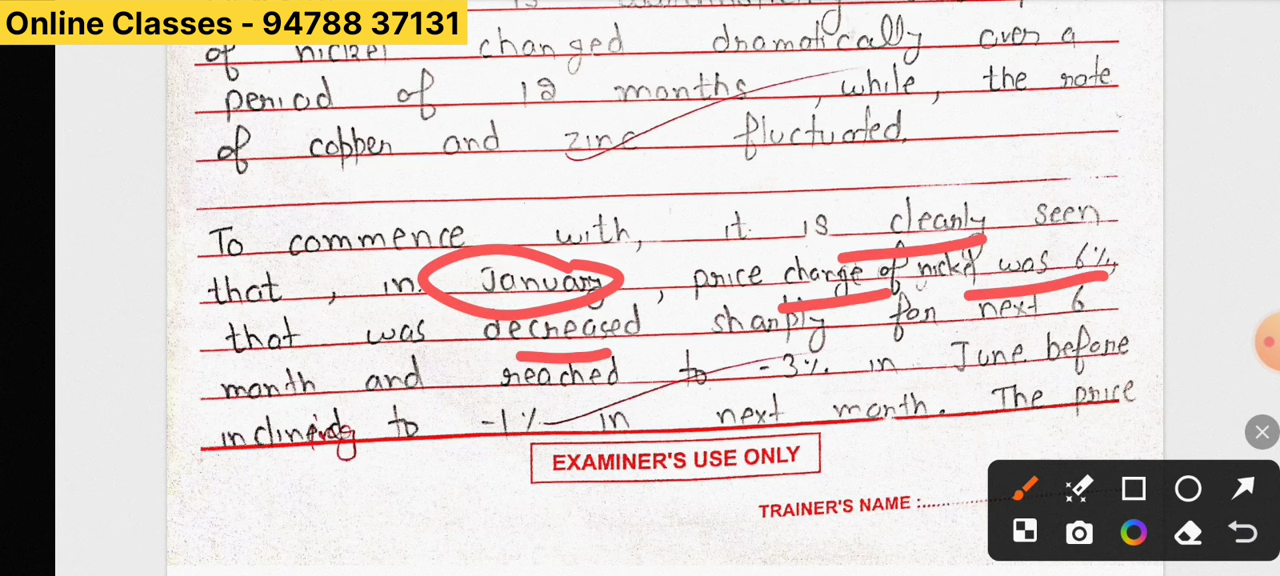 Online Classes - 94788 37131
of nickel changed dramatically over a
period of 12 months, while, the rate
of copper and zinc fluctuated.
To commence with, it is clearly seen
that, in January, price change of nickel was 6%,
that was decreased sharply for next 6
month and reached to -3% in June before
inclining to -1% in next month. The price
EXAMINER'S USE ONLY
TRAINER'S NAME :